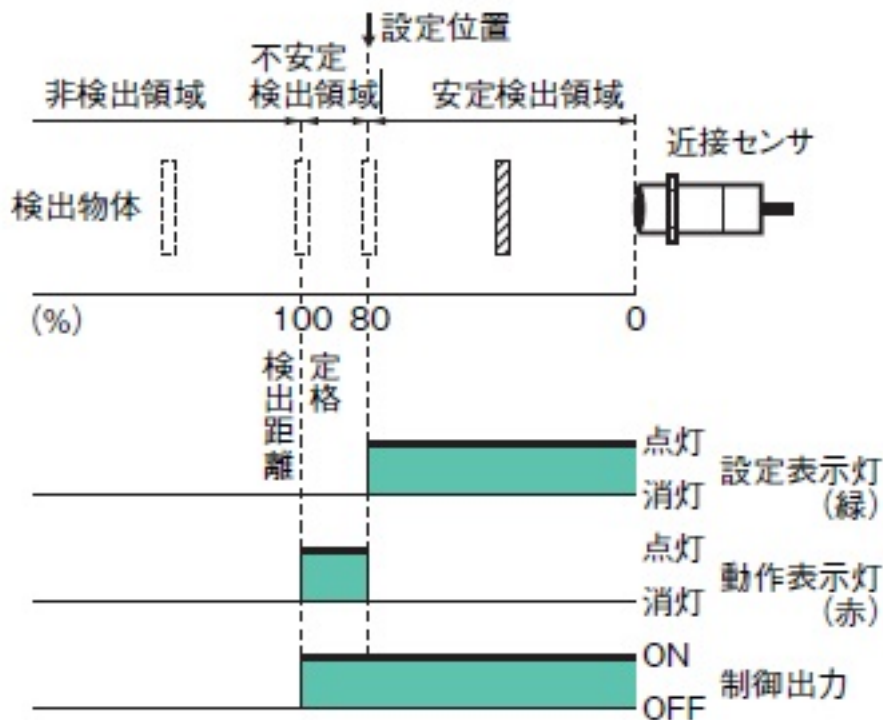 設定位置
不安定
非検出領域 検出領域 安定検出領域
近接センサ
検出物体
(%) 100 80 0
定格
検出距離
点灯
消灯
設定表示灯
(緑)
点灯
消灯
動作表示灯
(赤)
ON
OFF
制御出力